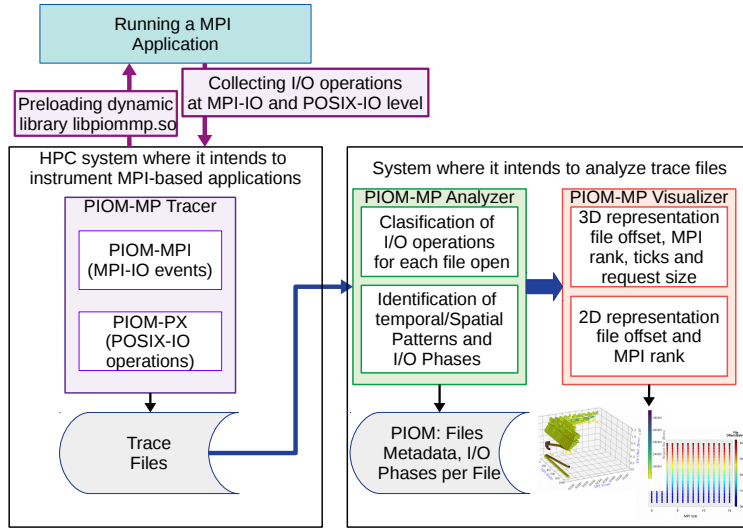 Running a MPI
Application
Preloading dynamic
library libpiommp.so
Collecting I/O operations
at MPI-IO and POSIX-IO level
HPC system where it intends to
instrument MPI-based applications
PIOM-MP Tracer
PIOM-MPI
(MPI-IO events)
PIOM-PX
(POSIX-IO
operations)
Trace
Files
System where it intends to analyze trace files
PIOM-MP Analyzer
Clasification of
I/O operations
for each file open
Identification of
temporal/Spatial
Patterns and
I/O Phases
PIOM: Files
Metadata, I/O
Phases per File
PIOM-MP Visualizer
3D representation
file offset, MPI
rank, ticks and
request size
2D representation
file offset and
MPI rank
MPI rank